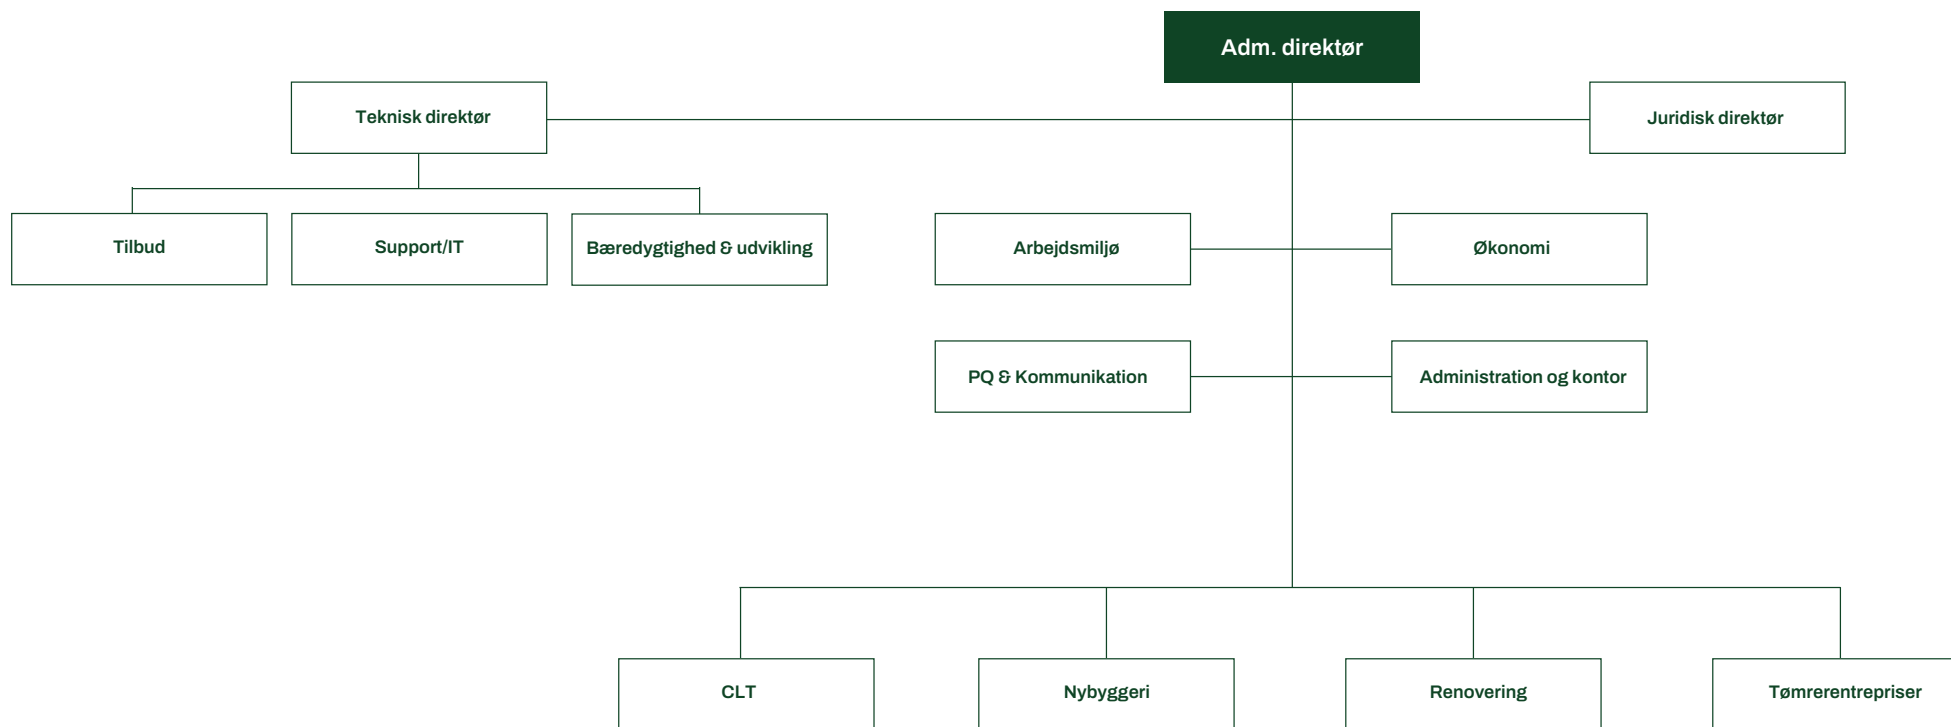 Adm. direktør
Teknisk direktør
Juridisk direktør
Tilbud
Support/IT
Bæredygtighed & udvikling
Arbejdsmiljø
Økonomi
PQ & Kommunikation
Administration og kontor
CLT
Nybyggeri
Renovering
Tømrerentrepriser